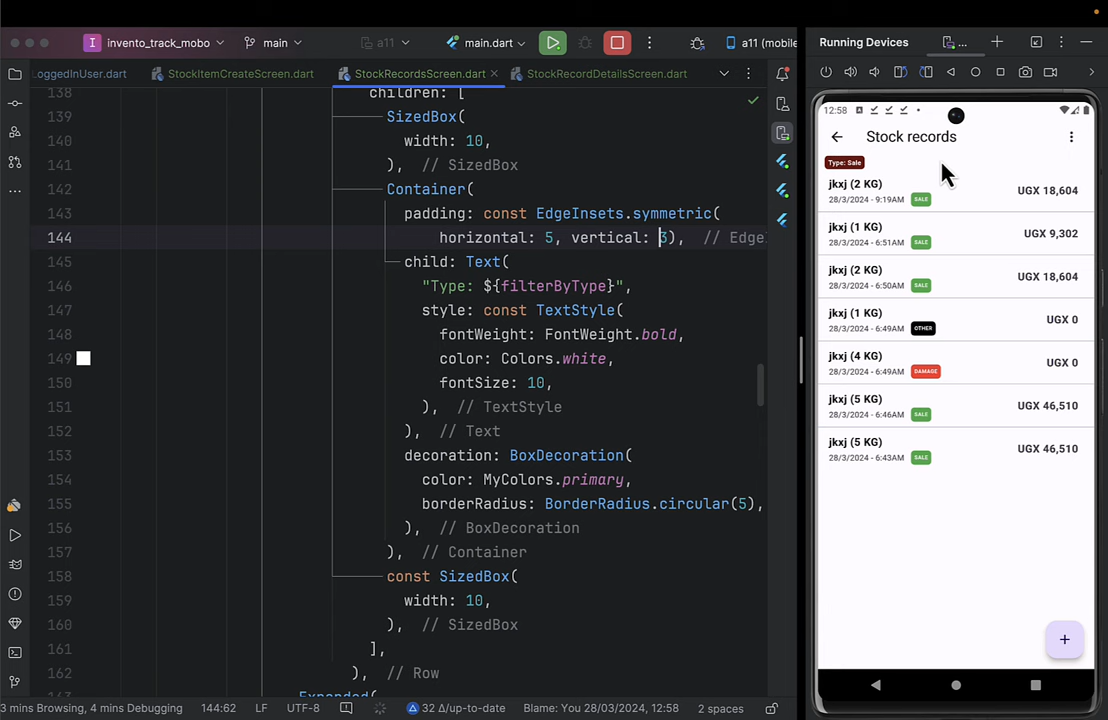 I invento_track_mobo main a11 main.dart a11 (mobile
Running Devices ...
LoggedInUser.dart StockItemCreateScreen.dart StockRecordsScreen.dart StockRecordDetailsScreen.dart
138 children: [
139 SizedBox(
140 width: 10,
141 ), // SizedBox
142 Container(
143 padding: const EdgeInsets.symmetric(
144 horizontal: 5, vertical: 3), // Edge
145 child: Text(
146 "Type: ${filterByType}",
147 style: const TextStyle(
148 fontWeight: FontWeight.bold,
149 color: Colors.white,
150 fontSize: 10,
151 ), // TextStyle
152 ), // Text
153 decoration: BoxDecoration(
154 color: MyColors.primary,
155 borderRadius: BorderRadius.circular(5),
156 ), // BoxDecoration
157 ), // Container
158 const SizedBox(
159 width: 10,
160 ), // SizedBox
161 ],
162 ), // Row
163 Expanded(
3 mins Browsing, 4 mins Debugging 144:62 LF UTF-8 32 Δ/up-to-date Blame: You 28/03/2024, 12:58 2 spaces
12:58
Stock records
Type: Sale
jkxj (2 KG)
28/3/2024 - 9:19AM SALE
UGX 18,604
jkxj (1 KG)
28/3/2024 - 6:51AM SALE
UGX 9,302
jkxj (2 KG)
28/3/2024 - 6:50AM SALE
UGX 18,604
jkxj (1 KG)
28/3/2024 - 6:49AM OTHER
UGX 0
jkxj (4 KG)
28/3/2024 - 6:49AM DAMAGE
UGX 0
jkxj (5 KG)
28/3/2024 - 6:46AM SALE
UGX 46,510
jkxj (5 KG)
28/3/2024 - 6:43AM SALE
UGX 46,510
+